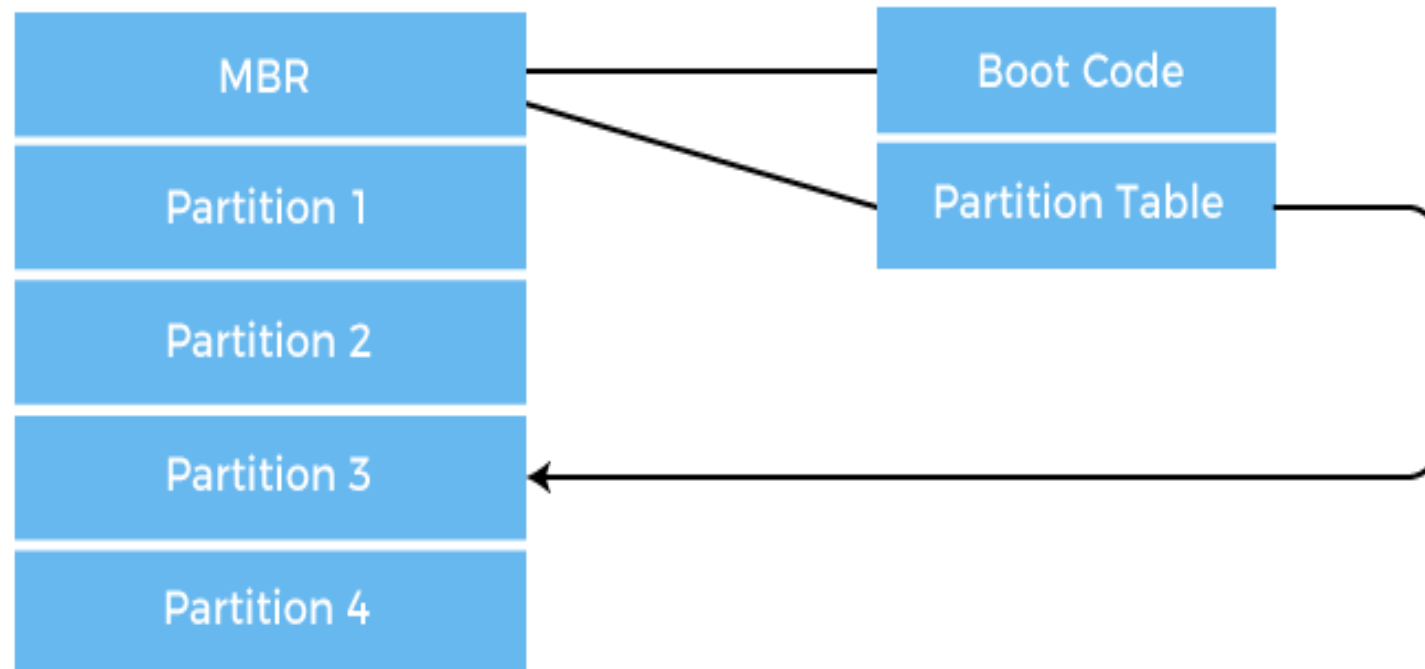 MBR
Boot Code
Partition 1
Partition Table
Partition 2
Partition 3
Partition 4